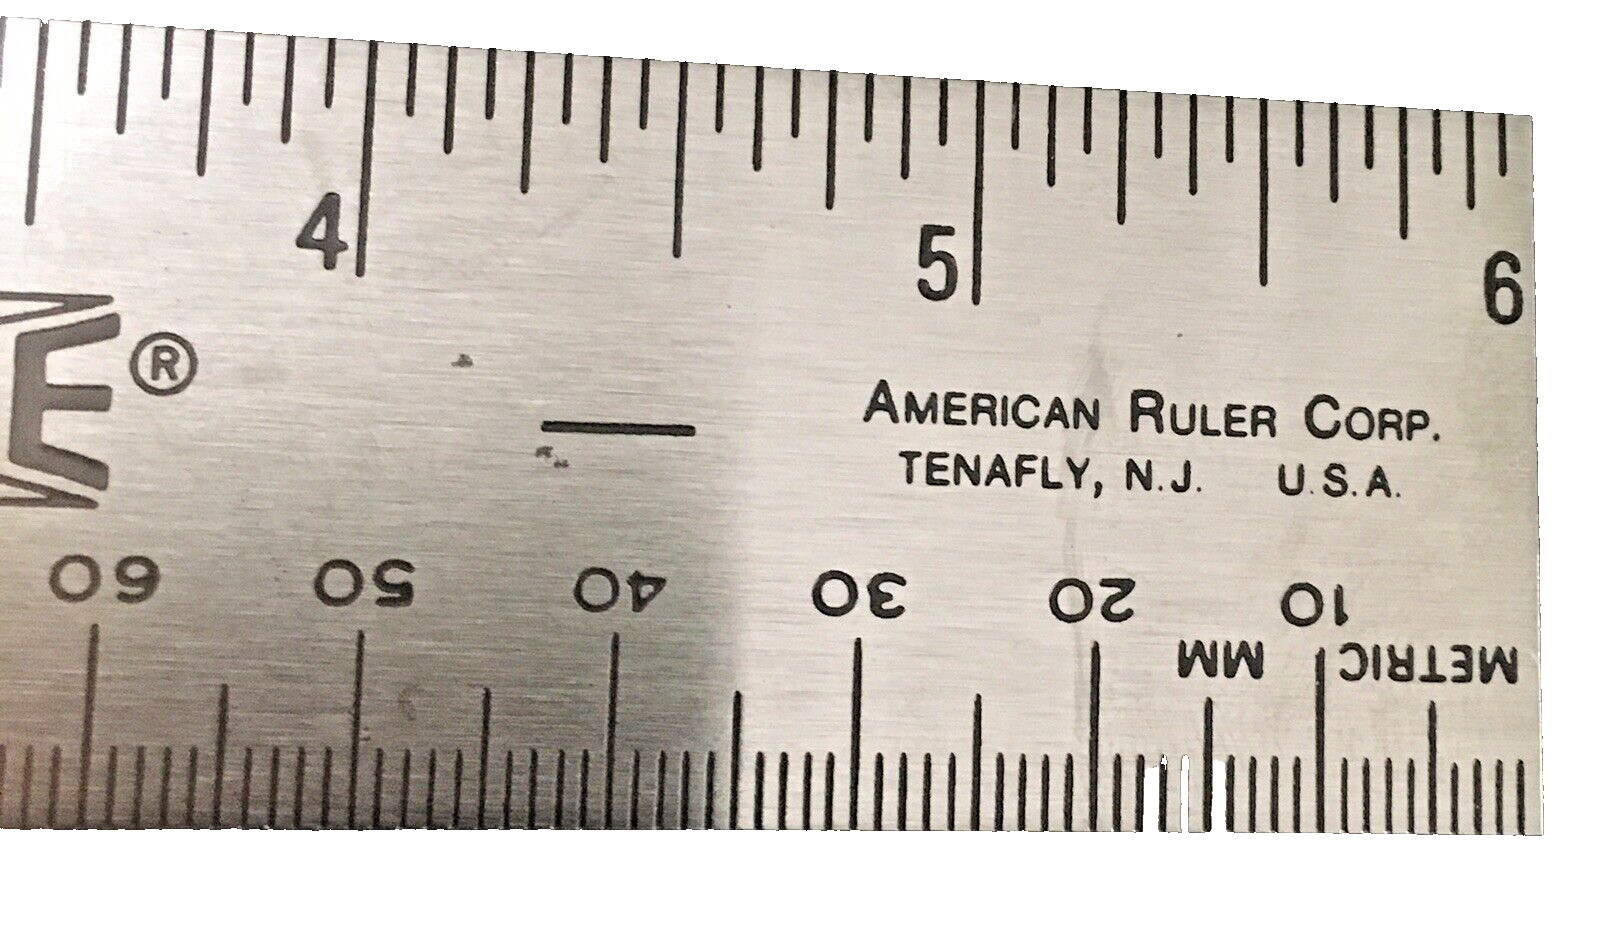 4 5 6
E®
AMERICAN RULER CORP.
TENAFLY, N.J. U.S.A.
60 50 40 30 20 10
MM METRIC